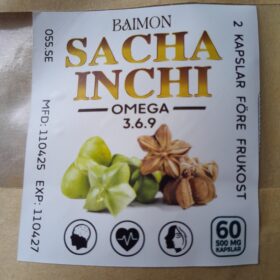 BAIMON
SACHA
INCHI
OMEGA
3.6.9
2 KAPSLAR FÖRE FRUKOST
055.SE
MFD: 110425 EXP: 110427
60
500 MG
KAPSLAR